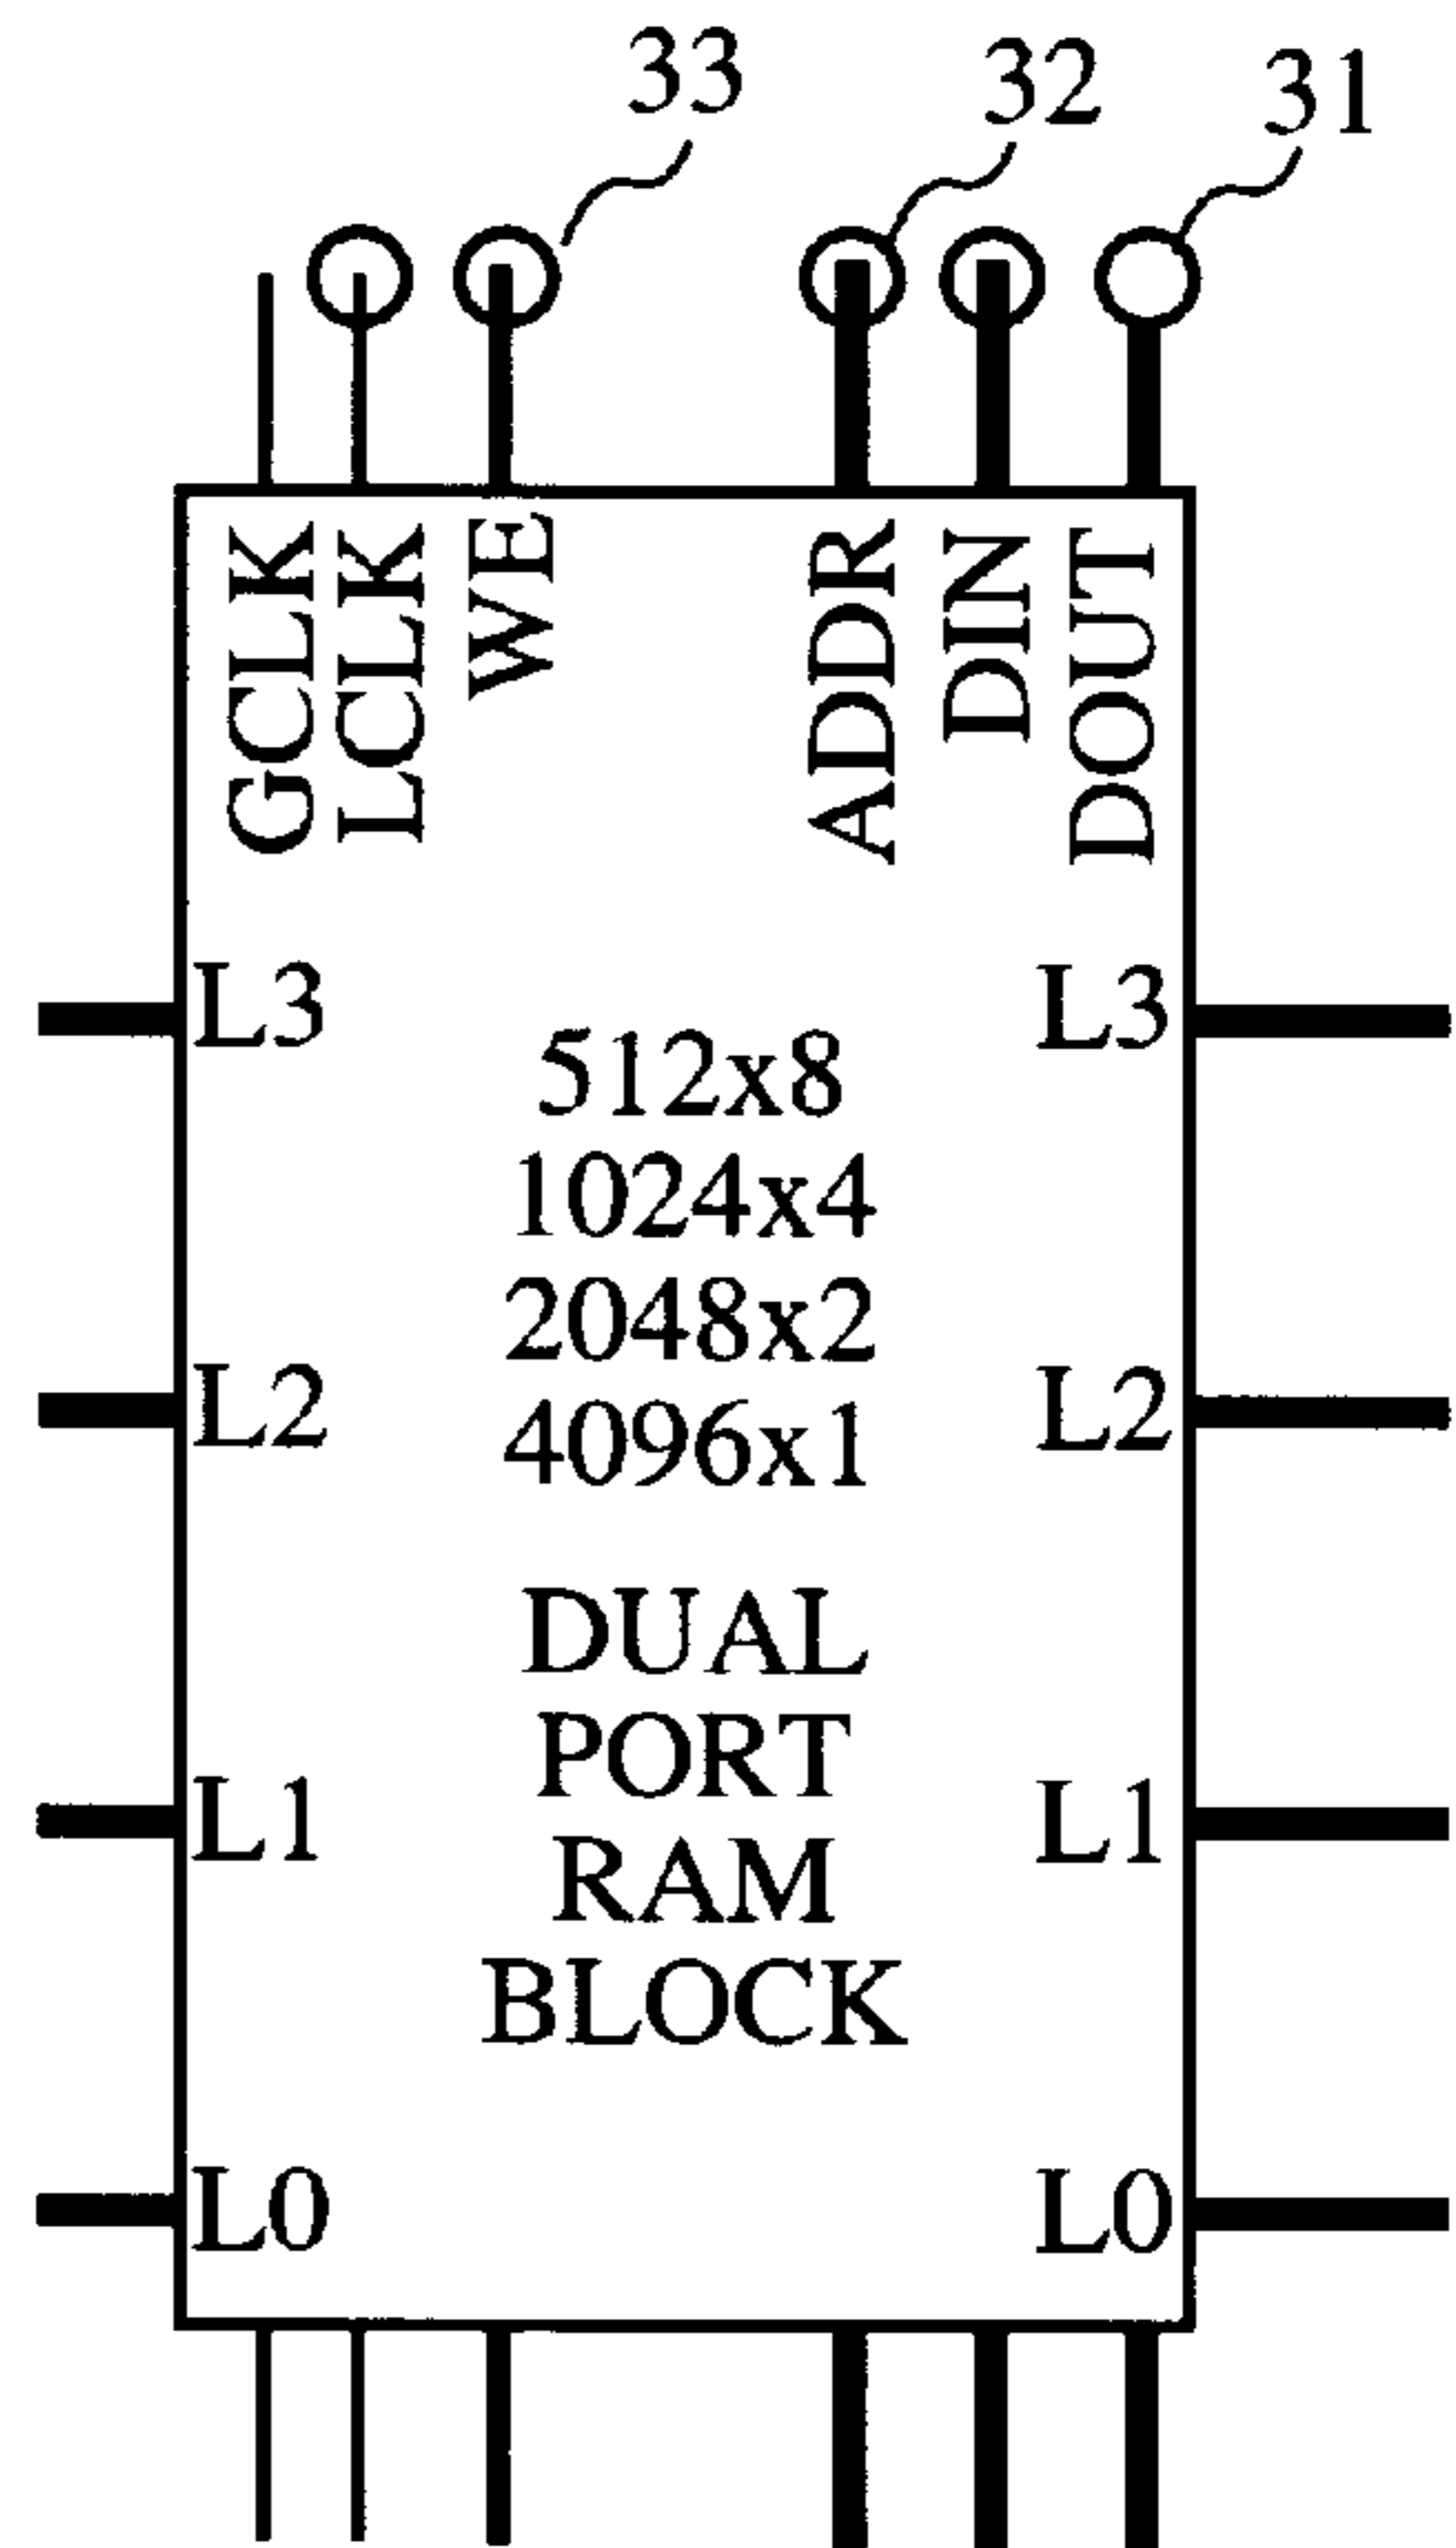 33 32 31
GCLK
LCLK
WE
ADDR
DIN
DOUT
L3 L3
512x8
1024x4
2048x2
4096x1
L2 L2
DUAL
PORT
RAM
BLOCK
L1 L1
L0 L0